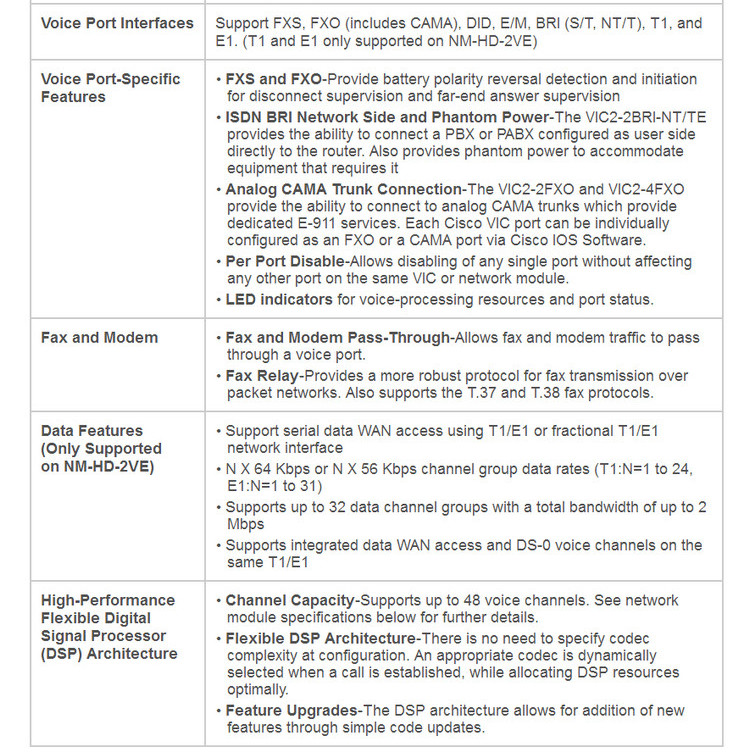 Voice Port Interfaces
Support FXS, FXO (includes CAMA), DID, E/M, BRI (S/T, NT/T), T1, and
E1. (T1 and E1 only supported on NM-HD-2VE)
Voice Port-Specific
Features
• FXS and FXO-Provide battery polarity reversal detection and initiation
for disconnect supervision and far-end answer supervision
• ISDN BRI Network Side and Phantom Power-The VIC2-2BRI-NT/TE
provides the ability to connect a PBX or PABX configured as user side
directly to the router. Also provides phantom power to accommodate
equipment that requires it
• Analog CAMA Trunk Connection-The VIC2-2FXO and VIC2-4FXO
provide the ability to connect to analog CAMA trunks which provide
dedicated E-911 services. Each Cisco VIC port can be individually
configured as an FXO or a CAMA port via Cisco IOS Software.
• Per Port Disable-Allows disabling of any single port without affecting
any other port on the same VIC or network module.
• LED indicators for voice-processing resources and port status.
Fax and Modem
• Fax and Modem Pass-Through-Allows fax and modem traffic to pass
through a voice port.
• Fax Relay-Provides a more robust protocol for fax transmission over
packet networks. Also supports the T.37 and T.38 fax protocols.
Data Features
(Only Supported
on NM-HD-2VE)
• Support serial data WAN access using T1/E1 or fractional T1/E1
network interface
• N X 64 Kbps or N X 56 Kbps channel group data rates (T1:N=1 to 24,
E1:N=1 to 31)
• Supports up to 32 data channel groups with a total bandwidth of up to 2
Mbps
• Supports integrated data WAN access and DS-0 voice channels on the
same T1/E1
High-Performance
Flexible Digital
Signal Processor
(DSP) Architecture
• Channel Capacity-Supports up to 48 voice channels. See network
module specifications below for further details.
• Flexible DSP Architecture-There is no need to specify codec
complexity at configuration. An appropriate codec is dynamically
selected when a call is established, while allocating DSP resources
optimally.
• Feature Upgrades-The DSP architecture allows for addition of new
features through simple code updates.